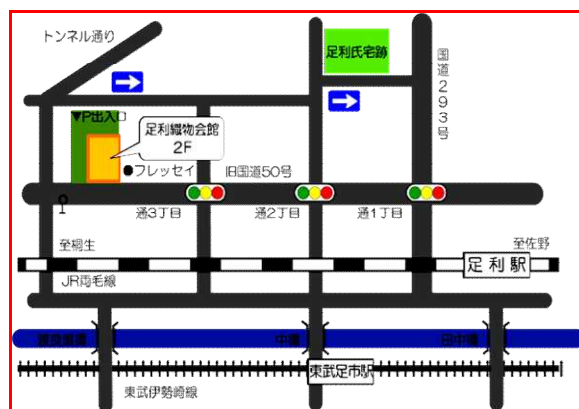 トンネル通り
足利氏宅跡
国道293号
▼P出入口
足利織物会館
2F
●フレッセイ
旧国道50号
通3丁目
通2丁目
通1丁目
至桐生
至佐野
足利駅
JR両毛線
渡良瀬橋
中橋
田中橋
東武足市駅
東武伊勢崎線